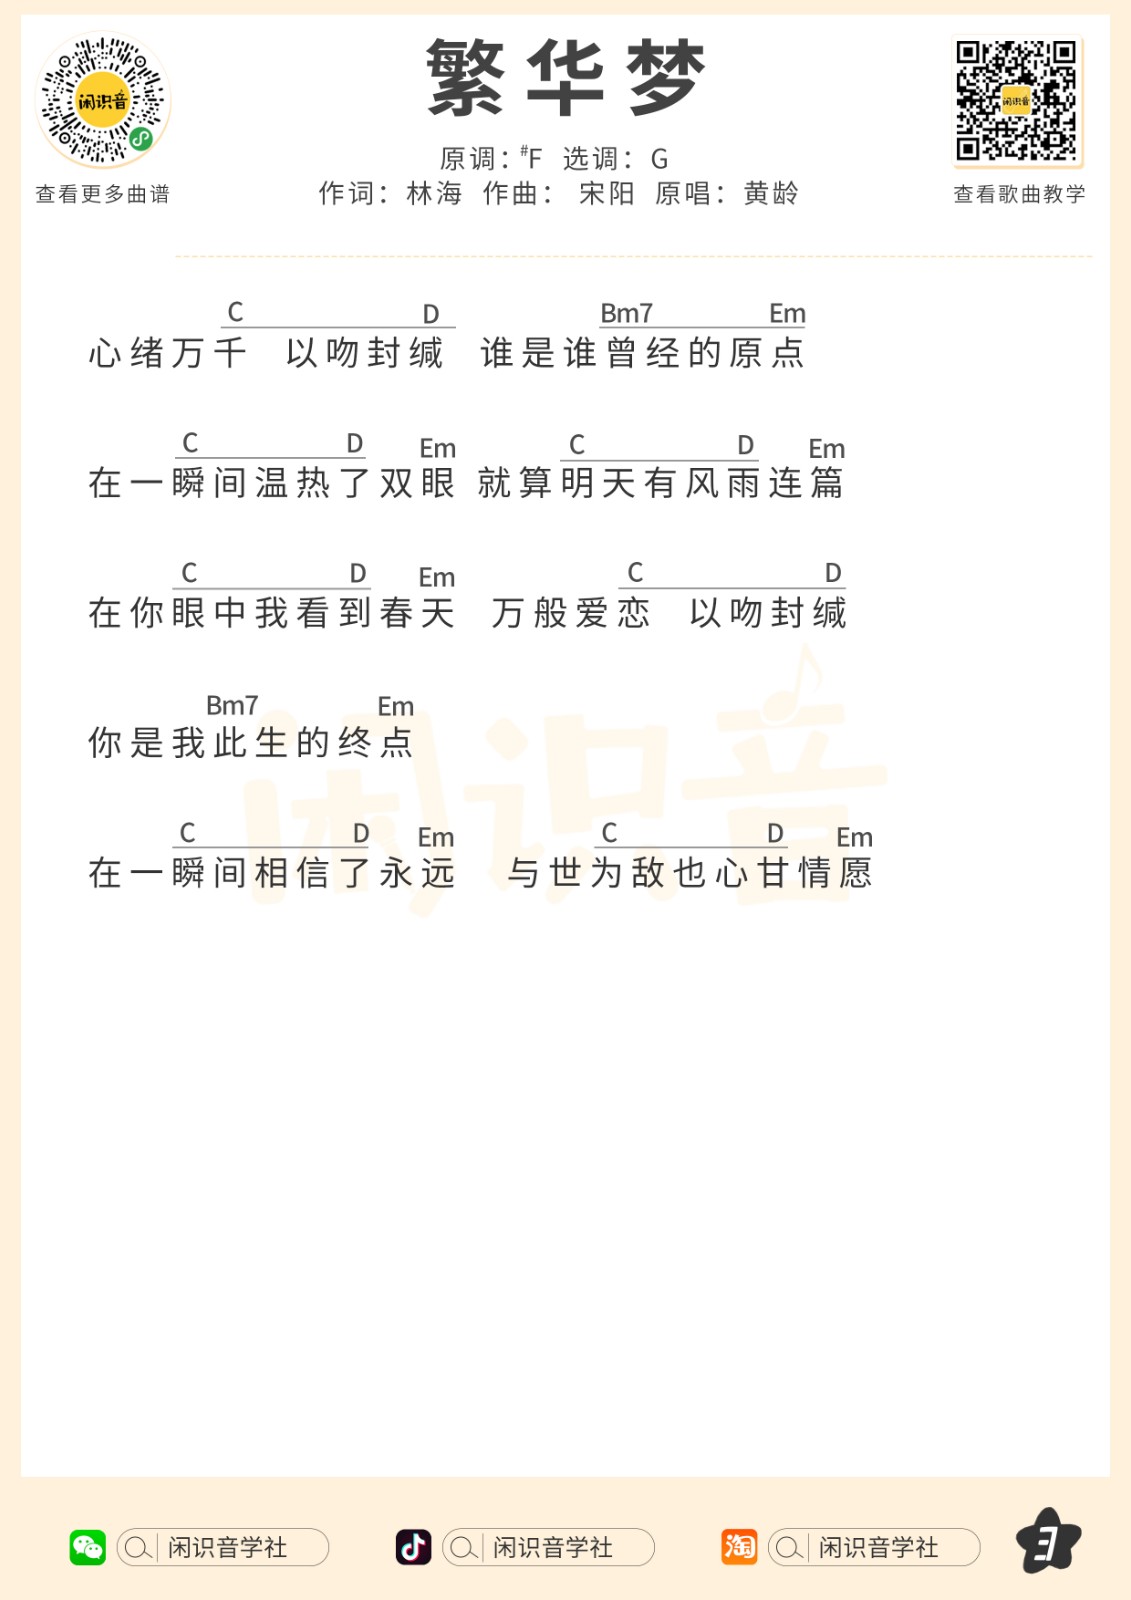 繁华梦
原调：#F 选调：G
作词：林海 作曲： 宋阳 原唱：黄龄
闲识音
查看更多曲谱
闲识音
查看歌曲教学
C D Bm7 Em
心绪万千 以吻封缄 谁是谁曾经的原点
C D Em C D Em
在一瞬间温热了双眼 就算明天有风雨连篇
C D Em C D
在你眼中我看到春天 万般爱恋 以吻封缄
Bm7 Em
你是我此生的终点
C D Em C D Em
在一瞬间相信了永远 与世为敌也心甘情愿
闲识音
闲识音学社
闲识音学社
淘 闲识音学社
3